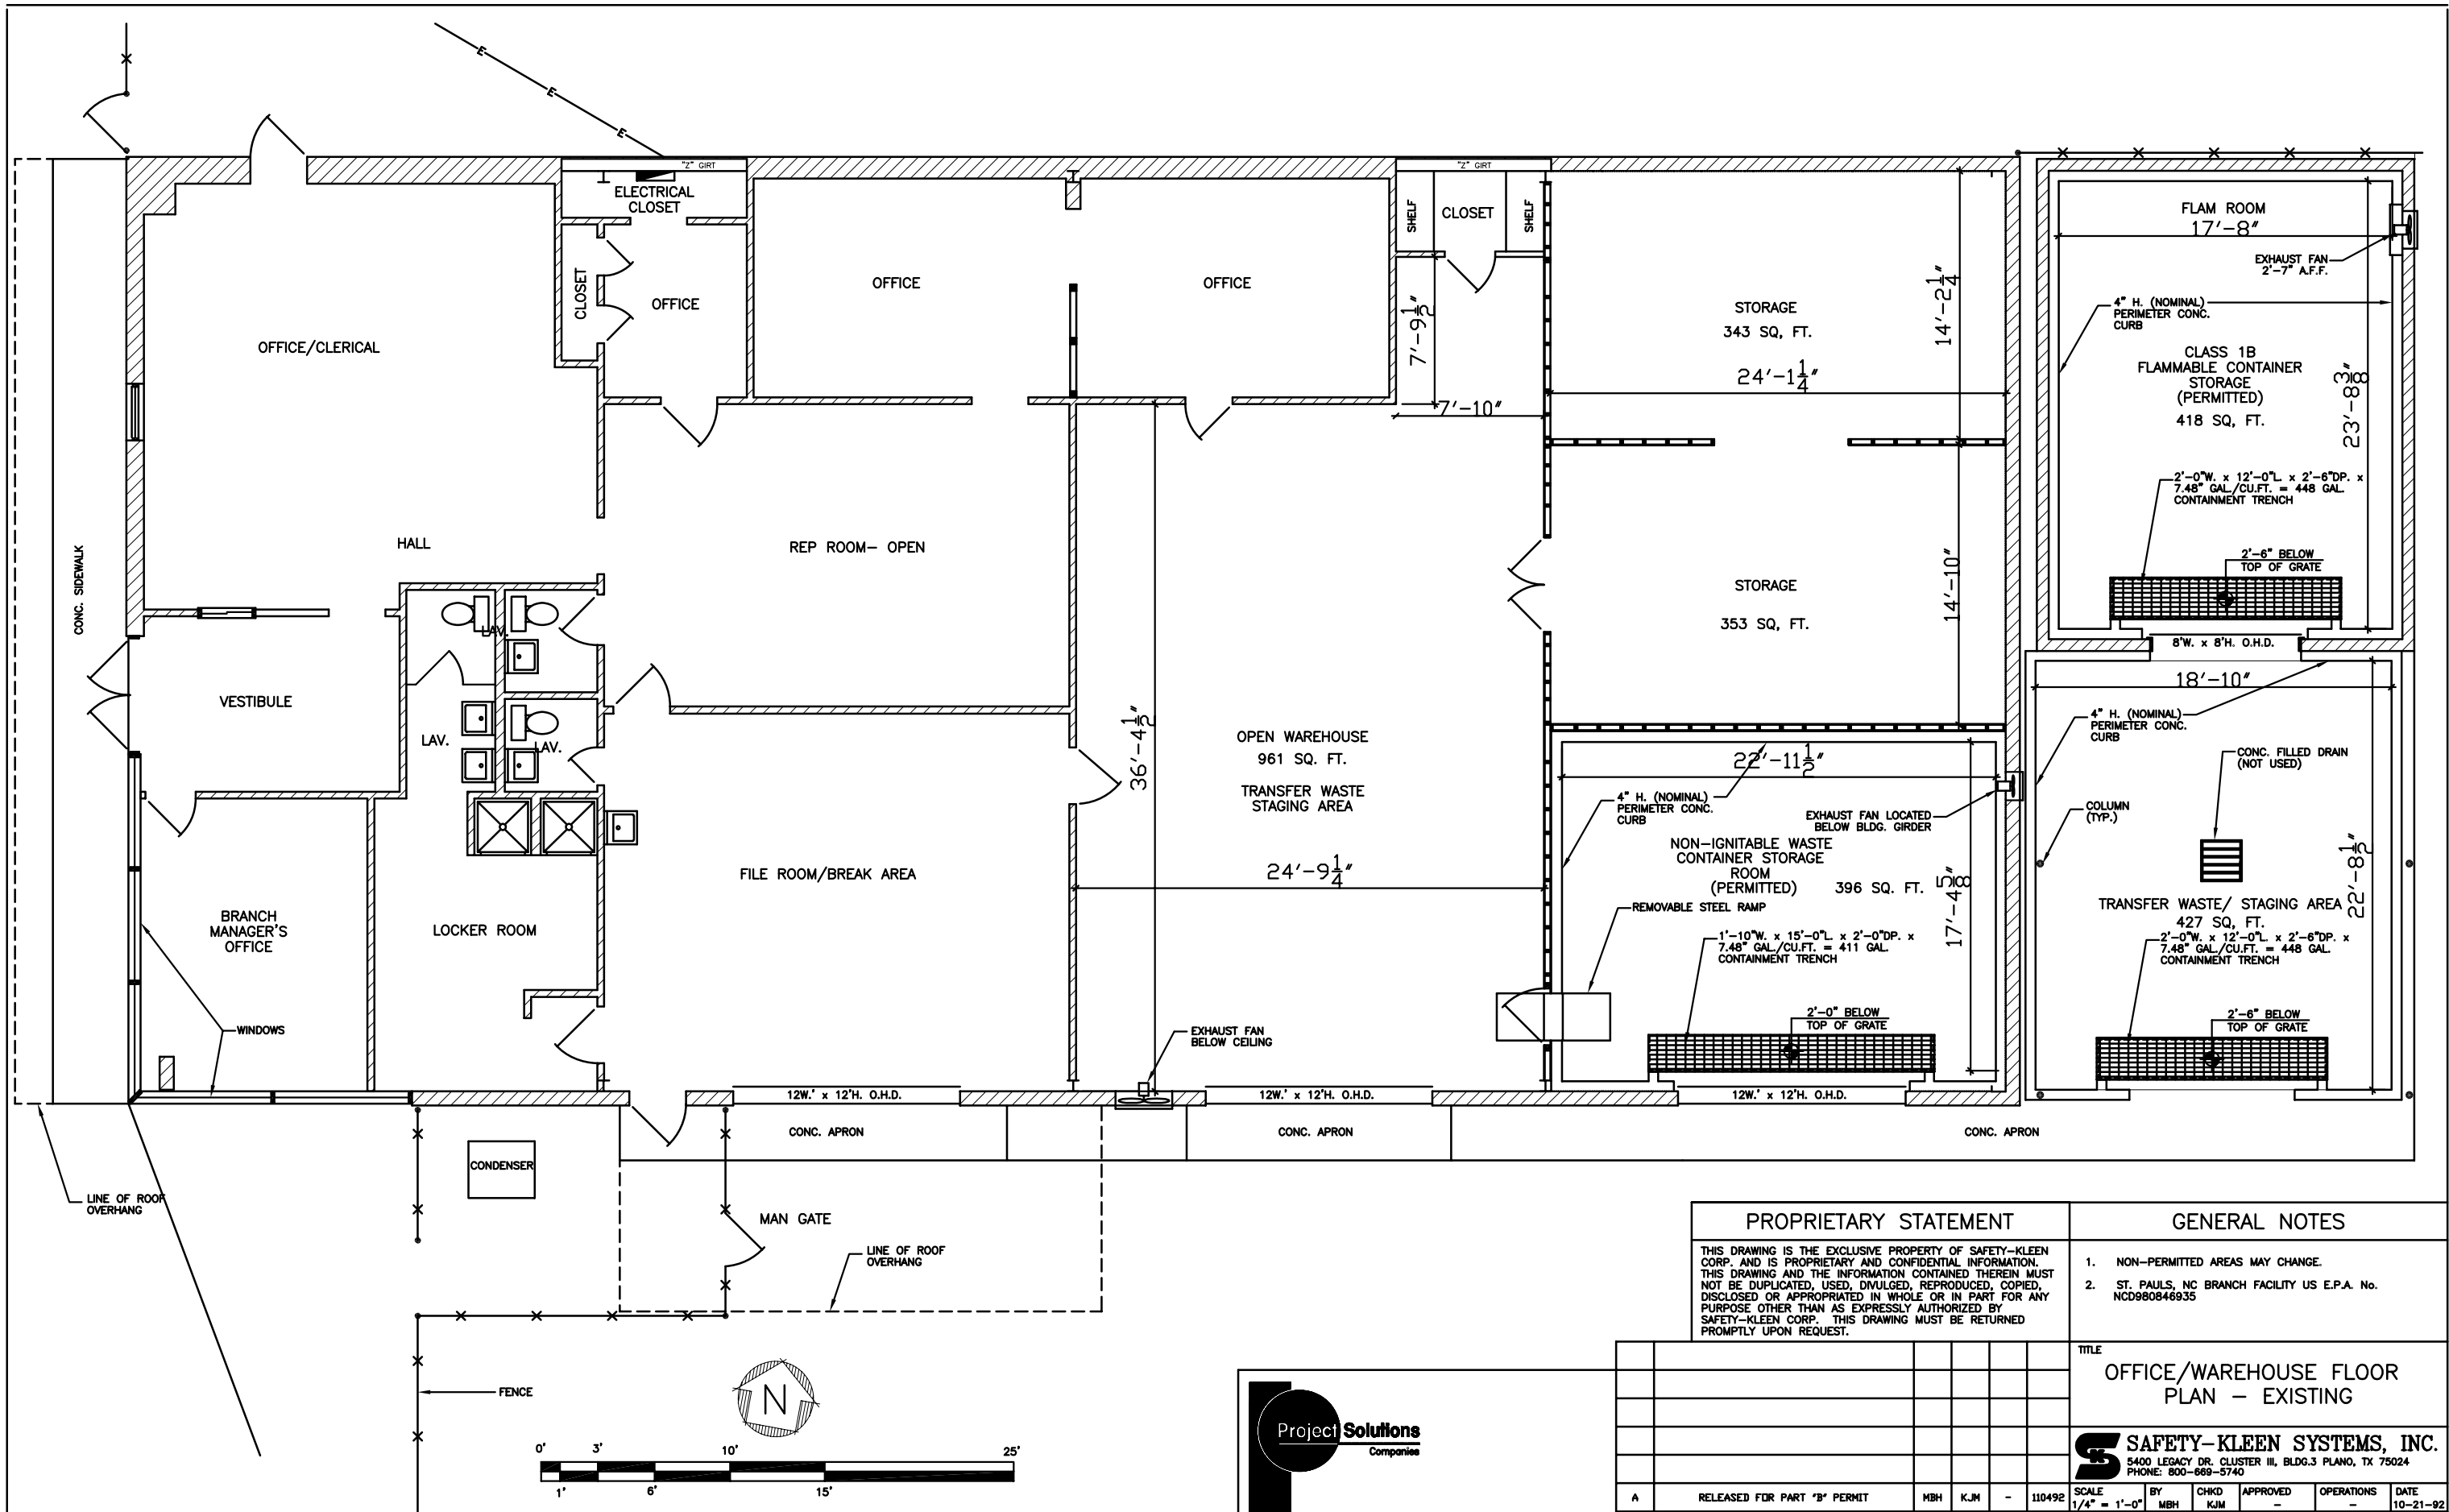 E
E
E
"Z" GIRT
"Z" GIRT
ELECTRICAL
CLOSET
CLOSET
OFFICE
OFFICE
OFFICE
SHELF
CLOSET
SHELF
OFFICE/CLERICAL
7'-9 1/2"
7'-10"
STORAGE
343 SQ, FT.
24'-1 1/4"
14'-2 1/4"
FLAM ROOM
17'-8"
EXHAUST FAN
2'-7" A.F.F.
4" H. (NOMINAL)
PERIMETER CONC.
CURB
CLASS 1B
FLAMMABLE CONTAINER
STORAGE
(PERMITTED)
418 SQ, FT.
23'-8 3/8"
2'-0"W. x 12'-0"L. x 2'-6"DP. x
7.48" GAL./CU.FT. = 448 GAL.
CONTAINMENT TRENCH
2'-6" BELOW
TOP OF GRATE
8'W. x 8'H. O.H.D.
CONC. SIDEWALK
HALL
REP ROOM- OPEN
STORAGE
353 SQ, FT.
14'-10"
LAV.
VESTIBULE
LAV.
LAV.
36'-4 1/2"
OPEN WAREHOUSE
961 SQ. FT.
TRANSFER WASTE
STAGING AREA
24'-9 1/4"
22'-11 1/2"
4" H. (NOMINAL)
PERIMETER CONC.
CURB
EXHAUST FAN LOCATED
BELOW BLDG. GIRDER
NON-IGNITABLE WASTE
CONTAINER STORAGE
ROOM
(PERMITTED) 396 SQ. FT.
17'-4 5/8"
REMOVABLE STEEL RAMP
1'-10"W. x 15'-0"L. x 2'-0"DP. x
7.48" GAL./CU.FT. = 411 GAL.
CONTAINMENT TRENCH
2'-0" BELOW
TOP OF GRATE
18'-10"
4" H. (NOMINAL)
PERIMETER CONC.
CURB
CONC. FILLED DRAIN
(NOT USED)
COLUMN
(TYP.)
22'-8 1/2"
TRANSFER WASTE/ STAGING AREA
427 SQ, FT.
2'-0"W. x 12'-0"L. x 2'-6"DP. x
7.48" GAL./CU.FT. = 448 GAL.
CONTAINMENT TRENCH
2'-6" BELOW
TOP OF GRATE
FILE ROOM/BREAK AREA
BRANCH
MANAGER'S
OFFICE
LOCKER ROOM
WINDOWS
EXHAUST FAN
BELOW CEILING
12W.' x 12'H. O.H.D.
12W.' x 12'H. O.H.D.
12W.' x 12'H. O.H.D.
CONC. APRON
CONC. APRON
CONC. APRON
CONDENSER
LINE OF ROOF
OVERHANG
MAN GATE
LINE OF ROOF
OVERHANG
FENCE
N
0' 3' 10' 25'
1' 6' 15'
Project Solutions
Companies
PROPRIETARY STATEMENT
THIS DRAWING IS THE EXCLUSIVE PROPERTY OF SAFETY-KLEEN
CORP. AND IS PROPRIETARY AND CONFIDENTIAL INFORMATION.
THIS DRAWING AND THE INFORMATION CONTAINED THEREIN MUST
NOT BE DUPLICATED, USED, DIVULGED, REPRODUCED, COPIED,
DISCLOSED OR APPROPRIATED IN WHOLE OR IN PART FOR ANY
PURPOSE OTHER THAN AS EXPRESSLY AUTHORIZED BY
SAFETY-KLEEN CORP. THIS DRAWING MUST BE RETURNED
PROMPTLY UPON REQUEST.
GENERAL NOTES
1. NON-PERMITTED AREAS MAY CHANGE.
2. ST. PAULS, NC BRANCH FACILITY US E.P.A. No.
NCD980846935
TITLE
OFFICE/WAREHOUSE FLOOR
PLAN - EXISTING
SK
SAFETY-KLEEN SYSTEMS, INC.
5400 LEGACY DR. CLUSTER III, BLDG.3 PLANO, TX 75024
PHONE: 800-669-5740
A RELEASED FOR PART "B" PERMIT MBH KJM - 110492
SCALE BY CHKD APPROVED OPERATIONS DATE
1/4" = 1'-0" MBH KJM - - 10-21-92